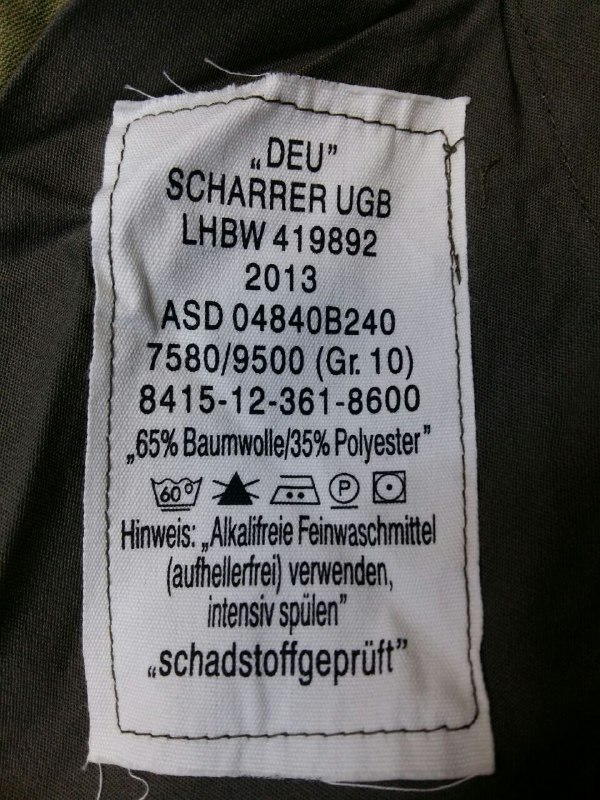 „DEU”
SCHARRER UGB
LHBW 419892
2013
ASD 04840B240
7580/9500 (Gr. 10)
8415-12-361-8600
„65% Baumwolle/35% Polyester”
60° P
Hinweis: „Alkalifreie Feinwaschmittel
(aufhellerfrei) verwenden,
intensiv spülen”
„schadstoffgeprüft”